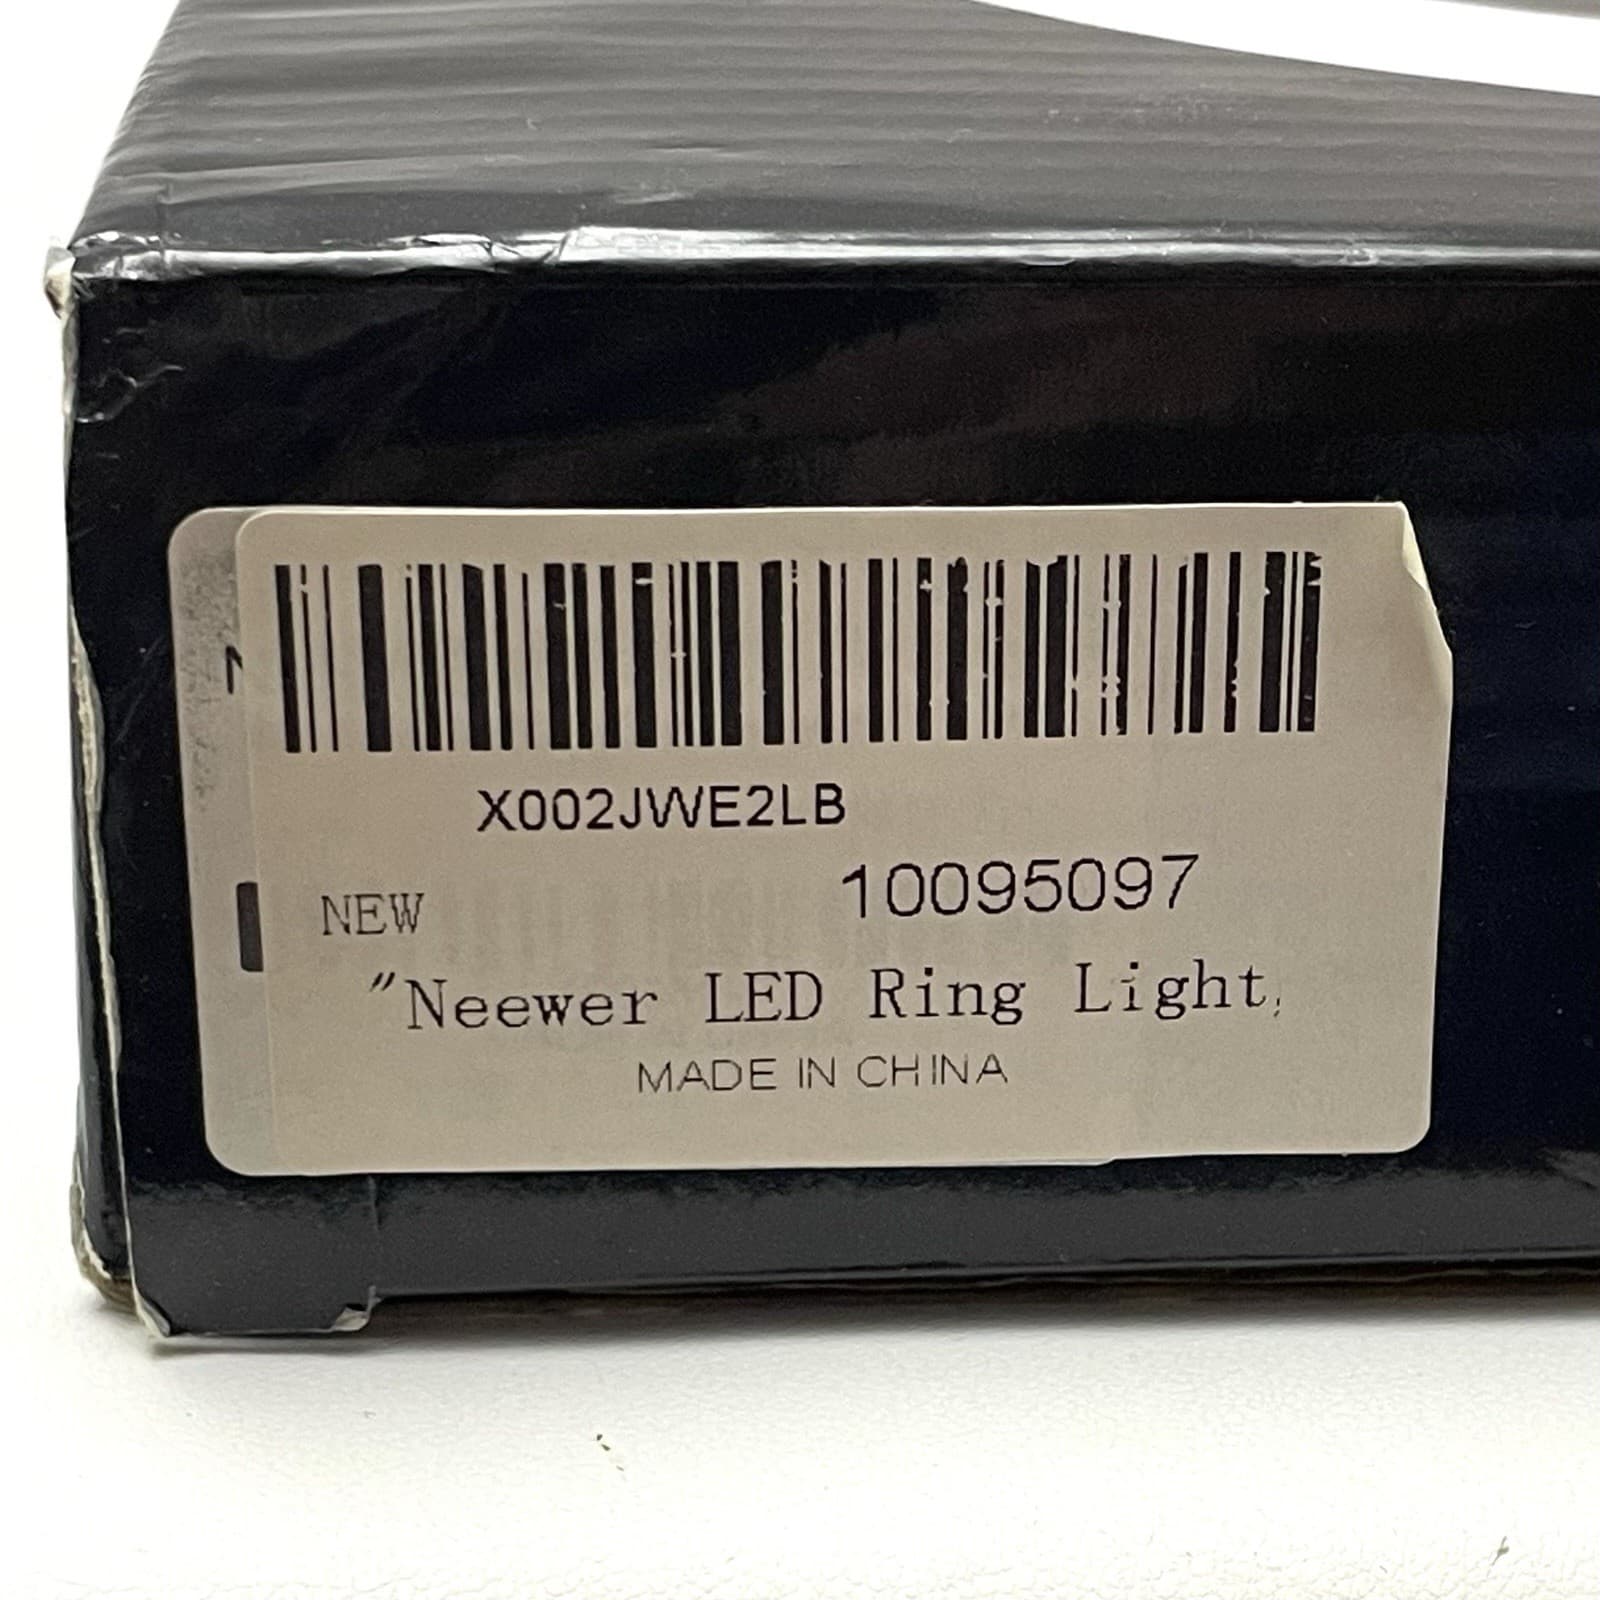 X002JWE2LB
10095097
NEW
"Neewer LED Ring Light,
MADE IN CHINA